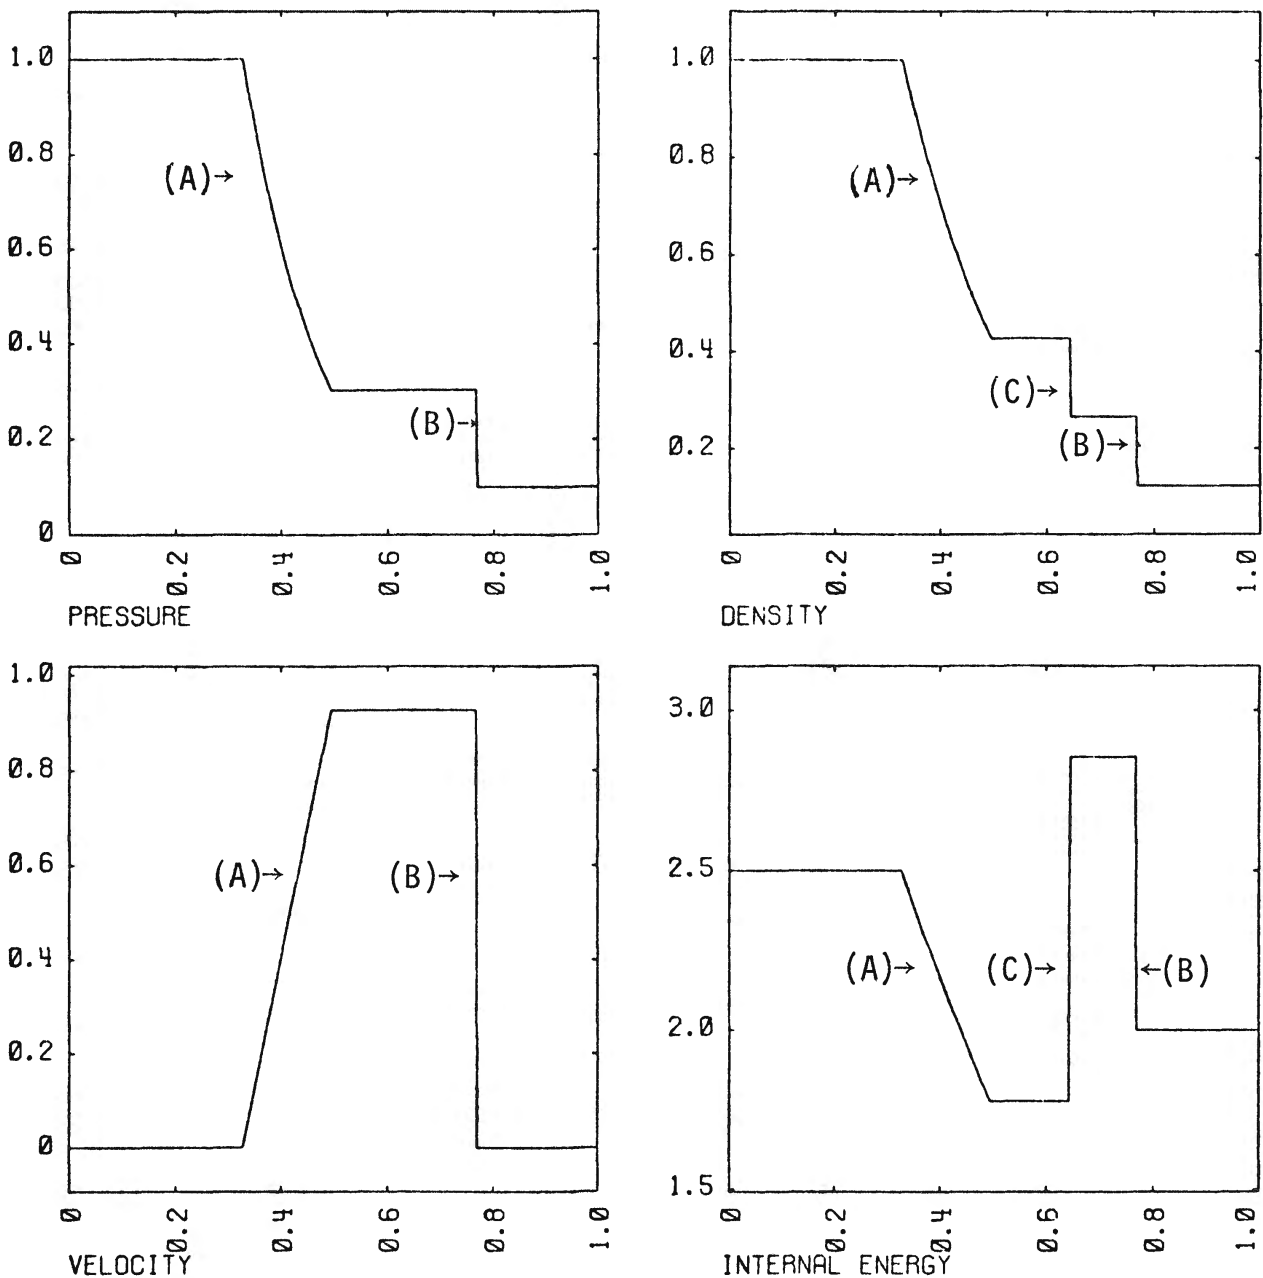 1.0
0.8
(A)→
0.6
0.4
(B)→
0.2
0
0 0.2 0.4 0.6 0.8 1.0
PRESSURE
1.0
0.8
(A)→
0.6
0.4
(C)→
(B)→
0.2
0 0.2 0.4 0.6 0.8 1.0
DENSITY
1.0
0.8
0.6
(A)→ (B)→
0.4
0.2
0
0 0.2 0.4 0.6 0.8 1.0
VELOCITY
3.0
2.5
(A)→ (C)→ ←(B)
2.0
1.5
0 0.2 0.4 0.6 0.8 1.0
INTERNAL ENERGY